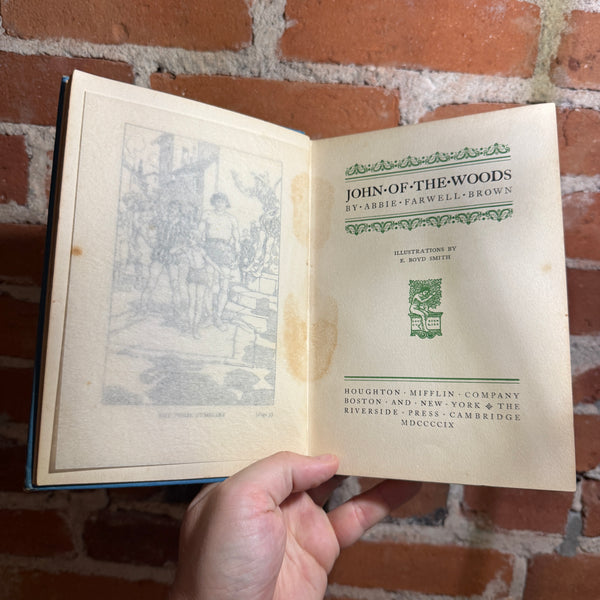 JOHN·OF·THE·WOODS
BY·ABBIE·FARWELL·BROWN
ILLUSTRATIONS BY
E. BOYD SMITH
HOUGHTON·MIFFLIN·COMPANY
BOSTON·AND·NEW·YORK ❖ THE
RIVERSIDE·PRESS·CAMBRIDGE
MDCCCCIX